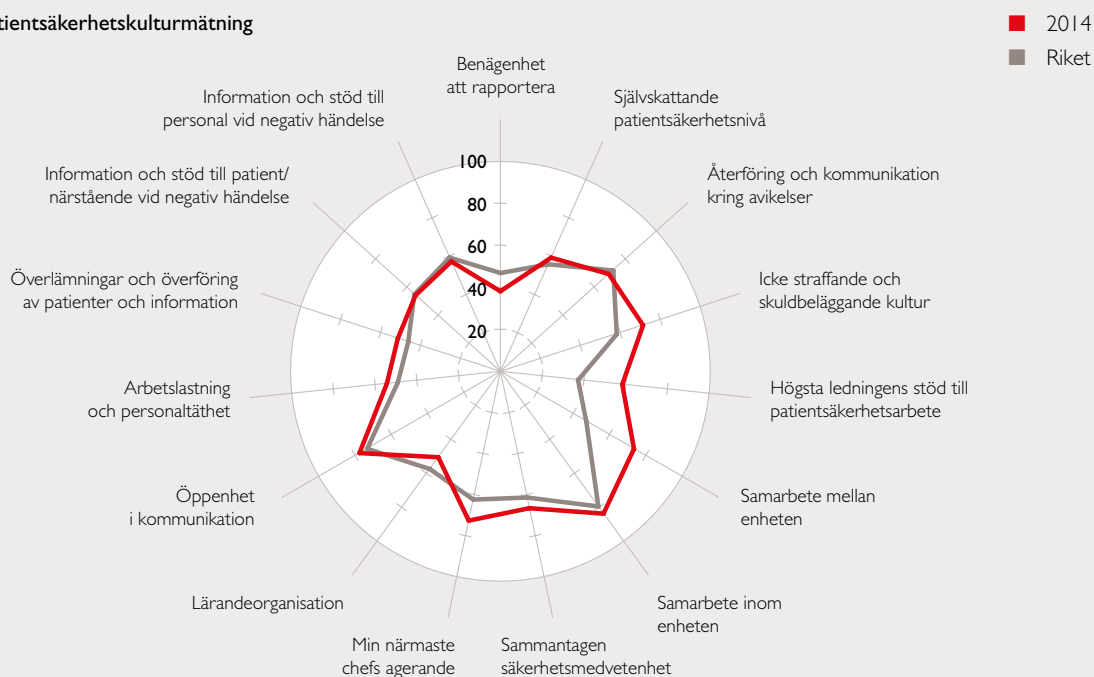 tientsäkerhetskulturmätning
2014
Riket
Benägenhet
att rapportera
Självskattande
patientsäkerhetsnivå
Återföring och kommunikation
kring avikelser
Icke straffande och
skuldbeläggande kultur
Högsta ledningens stöd till
patientsäkerhetsarbete
Samarbete mellan
enheten
Samarbete inom
enheten
Sammantagen
säkerhetsmedvetenhet
Min närmaste
chefs agerande
Lärandeorganisation
Öppenhet
i kommunikation
Arbetslastning
och personaltäthet
Överlämningar och överföring
av patienter och information
Information och stöd till patient/
närstående vid negativ händelse
Information och stöd till
personal vid negativ händelse
100
80
60
40
20